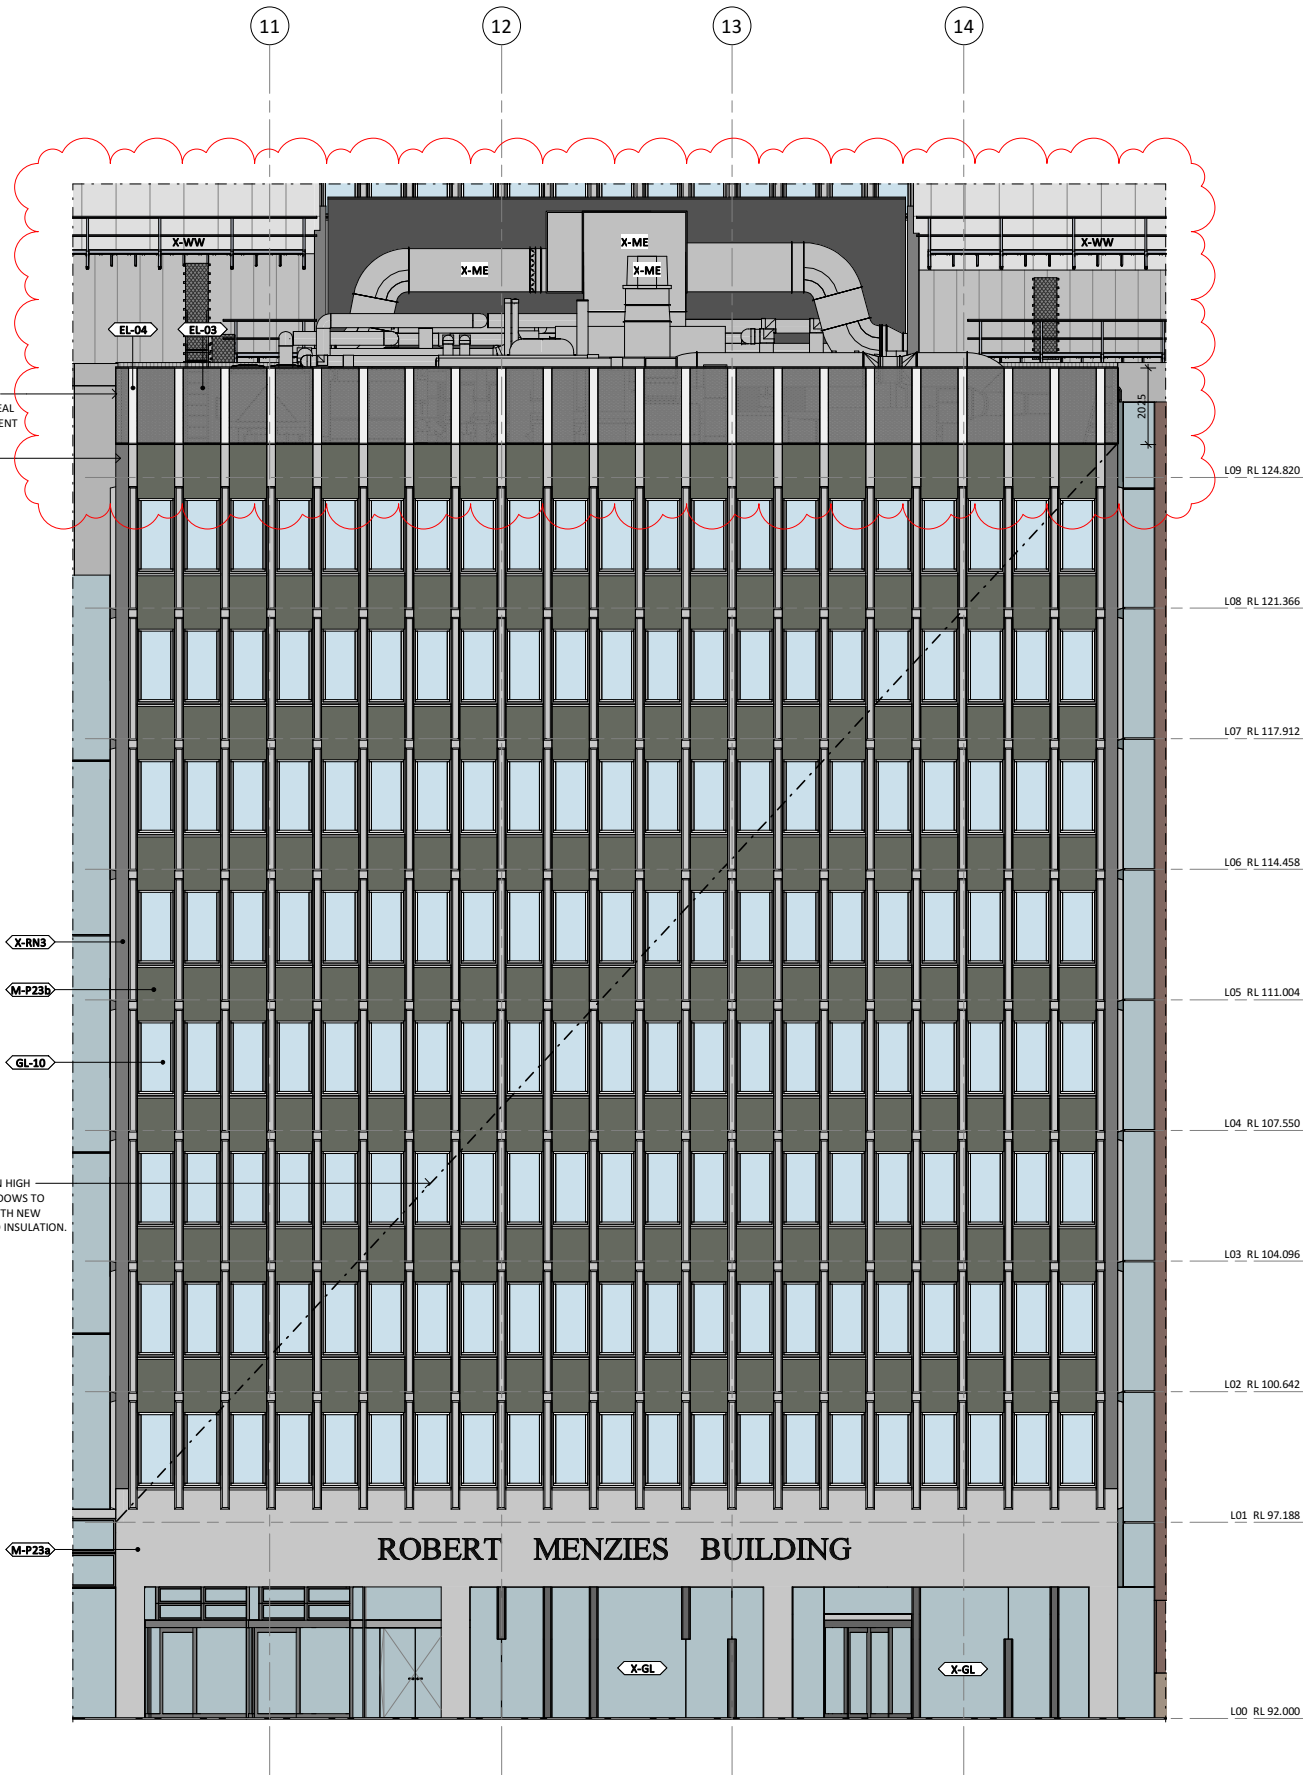 11 12 13 14
X-WW X-ME X-WW
X-ME X-ME
EL-04 EL-03
2025
EAL
ENT
L09 RL 124.820
L08 RL 121.366
L07 RL 117.912
L06 RL 114.458
X-RN3
M-P23b
L05 RL 111.004
GL-10
L04 RL 107.550
N HIGH
DOWS TO
TH NEW
INSULATION.
L03 RL 104.096
L02 RL 100.642
L01 RL 97.188
M-P23a
ROBERT MENZIES BUILDING
X-GL X-GL
L00 RL 92.000